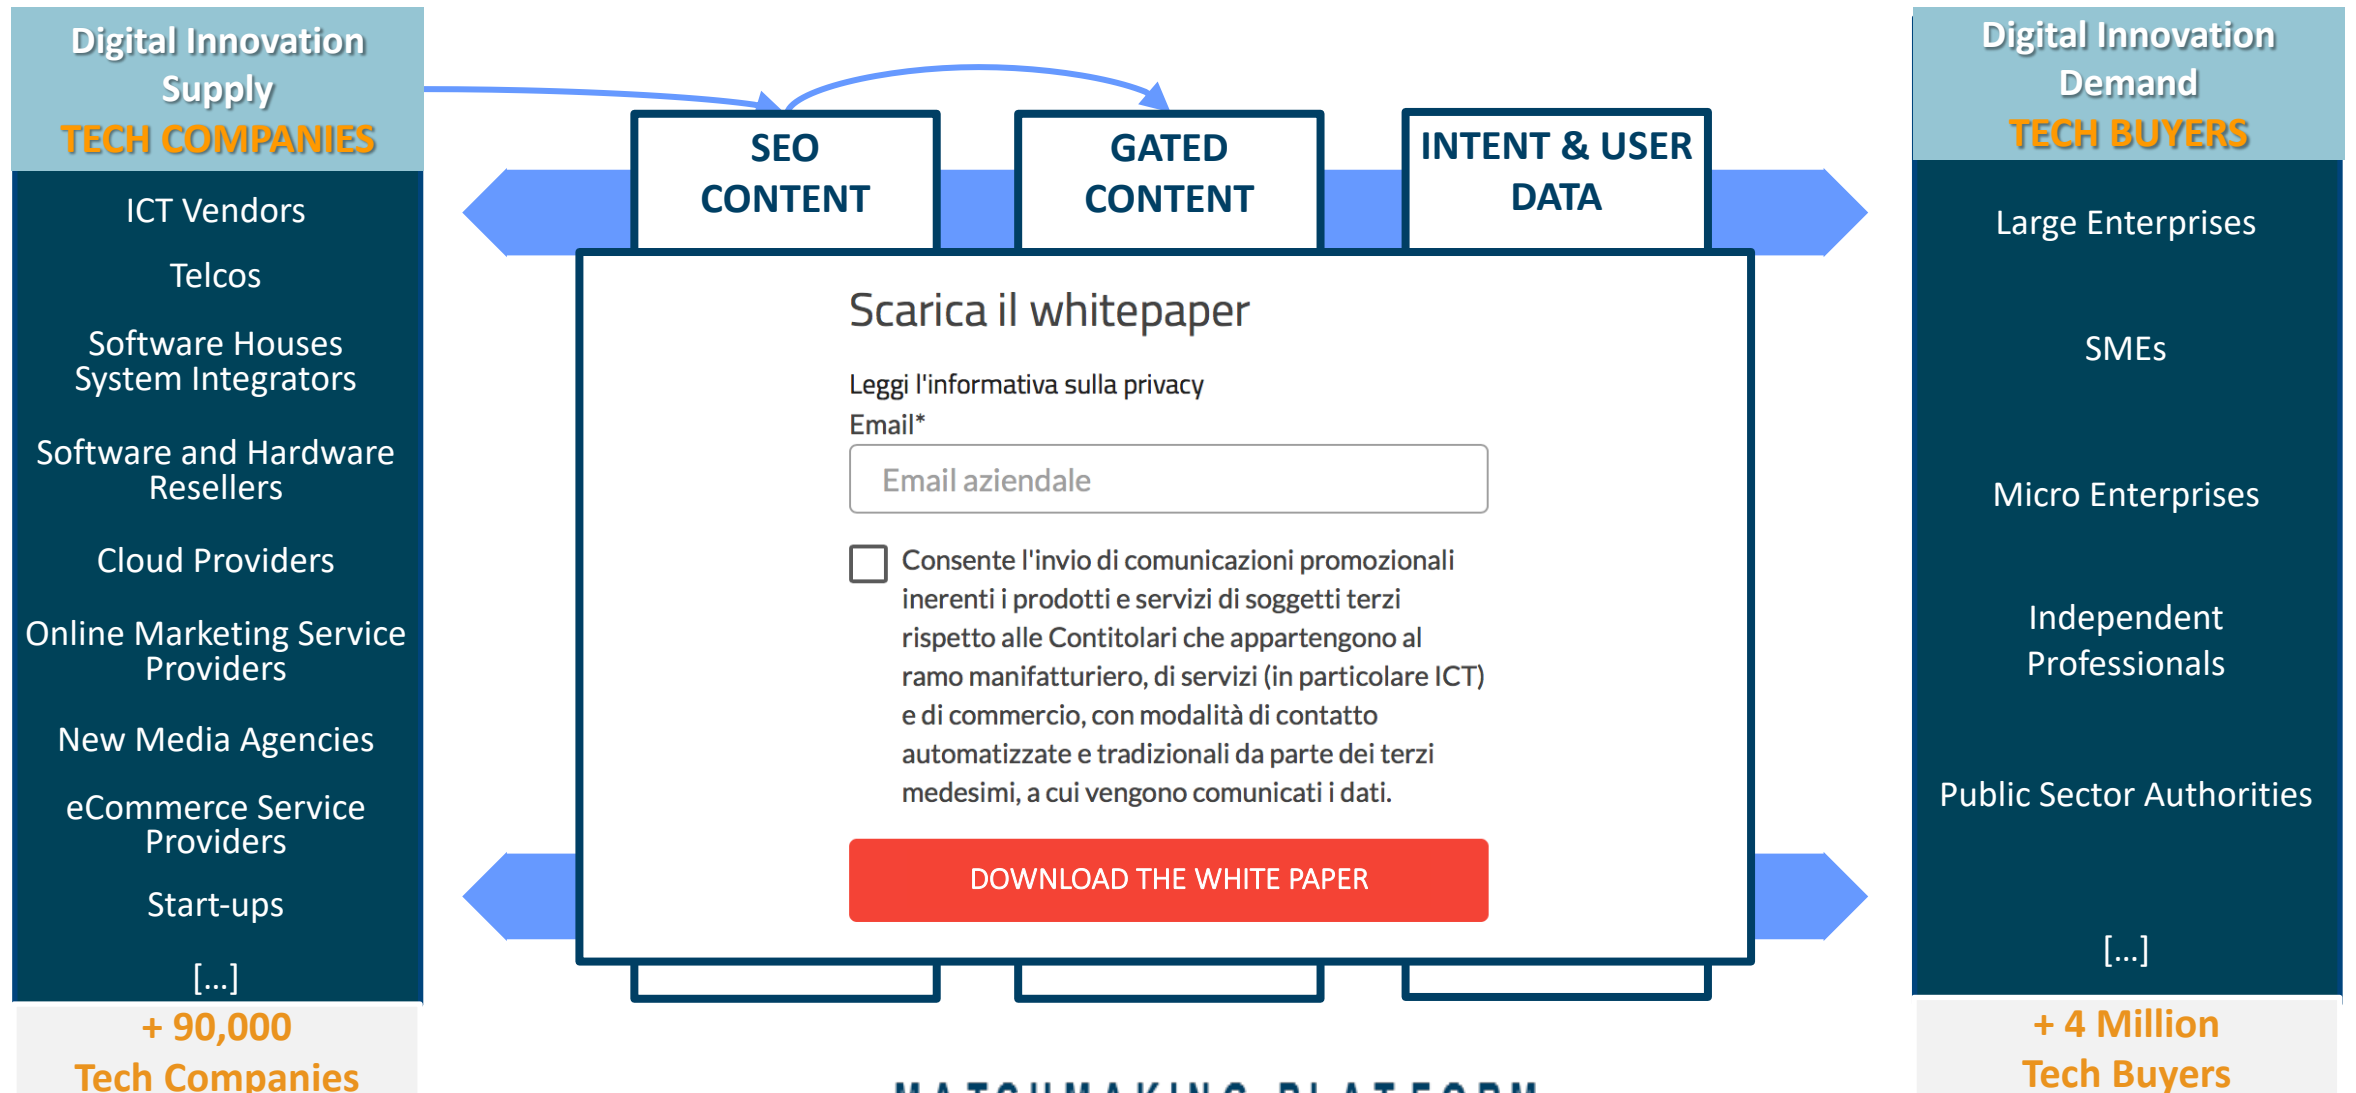 Digital Innovation
Supply
TECH COMPANIES
ICT Vendors
Telcos
Software Houses
System Integrators
Software and Hardware
Resellers
Cloud Providers
Online Marketing Service
Providers
New Media Agencies
eCommerce Service
Providers
Start-ups
[...]
+ 90,000
Tech Companies
SEO
CONTENT
GATED
CONTENT
INTENT & USER
DATA
Scarica il whitepaper
Leggi l'informativa sulla privacy
Email*
Email aziendale
Consente l'invio di comunicazioni promozionali
inerenti i prodotti e servizi di soggetti terzi
rispetto alle Contitolari che appartengono al
ramo manifatturiero, di servizi (in particolare ICT)
e di commercio, con modalità di contatto
automatizzate e tradizionali da parte dei terzi
medesimi, a cui vengono comunicati i dati.
DOWNLOAD THE WHITE PAPER
MATCHMAKING PLATFORM
Digital Innovation
Demand
TECH BUYERS
Large Enterprises
SMEs
Micro Enterprises
Independent
Professionals
Public Sector Authorities
[...]
+ 4 Million
Tech Buyers